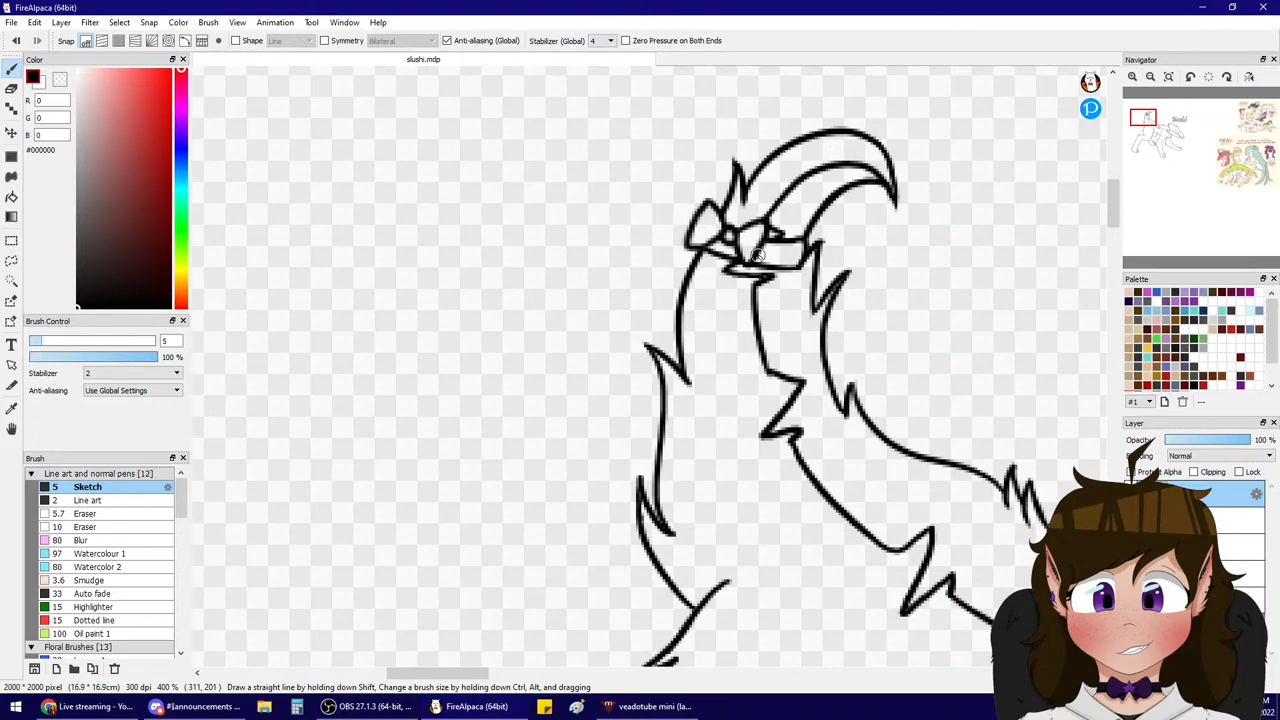 FireAlpaca (64bit)
File Edit Layer Filter Select Snap Color Brush View Animation Tool Window Help
Snap off Shape Line Symmetry Bilateral Anti-aliasing (Global) Stabilizer (Global) 4 Zero Pressure on Both Ends
Color
slushi.mdp
Navigator
R 0
G 0
B 0
#000000
Palette
Brush Control
5
100 %
Stabilizer 2
Anti-aliasing Use Global Settings
#1 ---
Layer
Opacity 100 %
Normal
Protect Alpha Clipping Lock
Brush
Line art and normal pens [12]
5 Sketch
2 Line art
5.7 Eraser
10 Eraser
80 Blur
97 Watercolour 1
80 Watercolor 2
3.6 Smudge
33 Auto fade
15 Highlighter
15 Dotted line
100 Oil paint 1
Floral Brushes [13]
2000 * 2000 pixel (16.9 * 16.9cm) 300 dpi 400 % ( 311, 201 ) Draw a straight line by holding down Shift, Change a brush size by holding down Ctrl, Alt, and dragging
Live streaming - Yo... #[announcements OBS 27.1.3 (64-bit, ... FireAlpaca (64bit) veadotube mini (la...